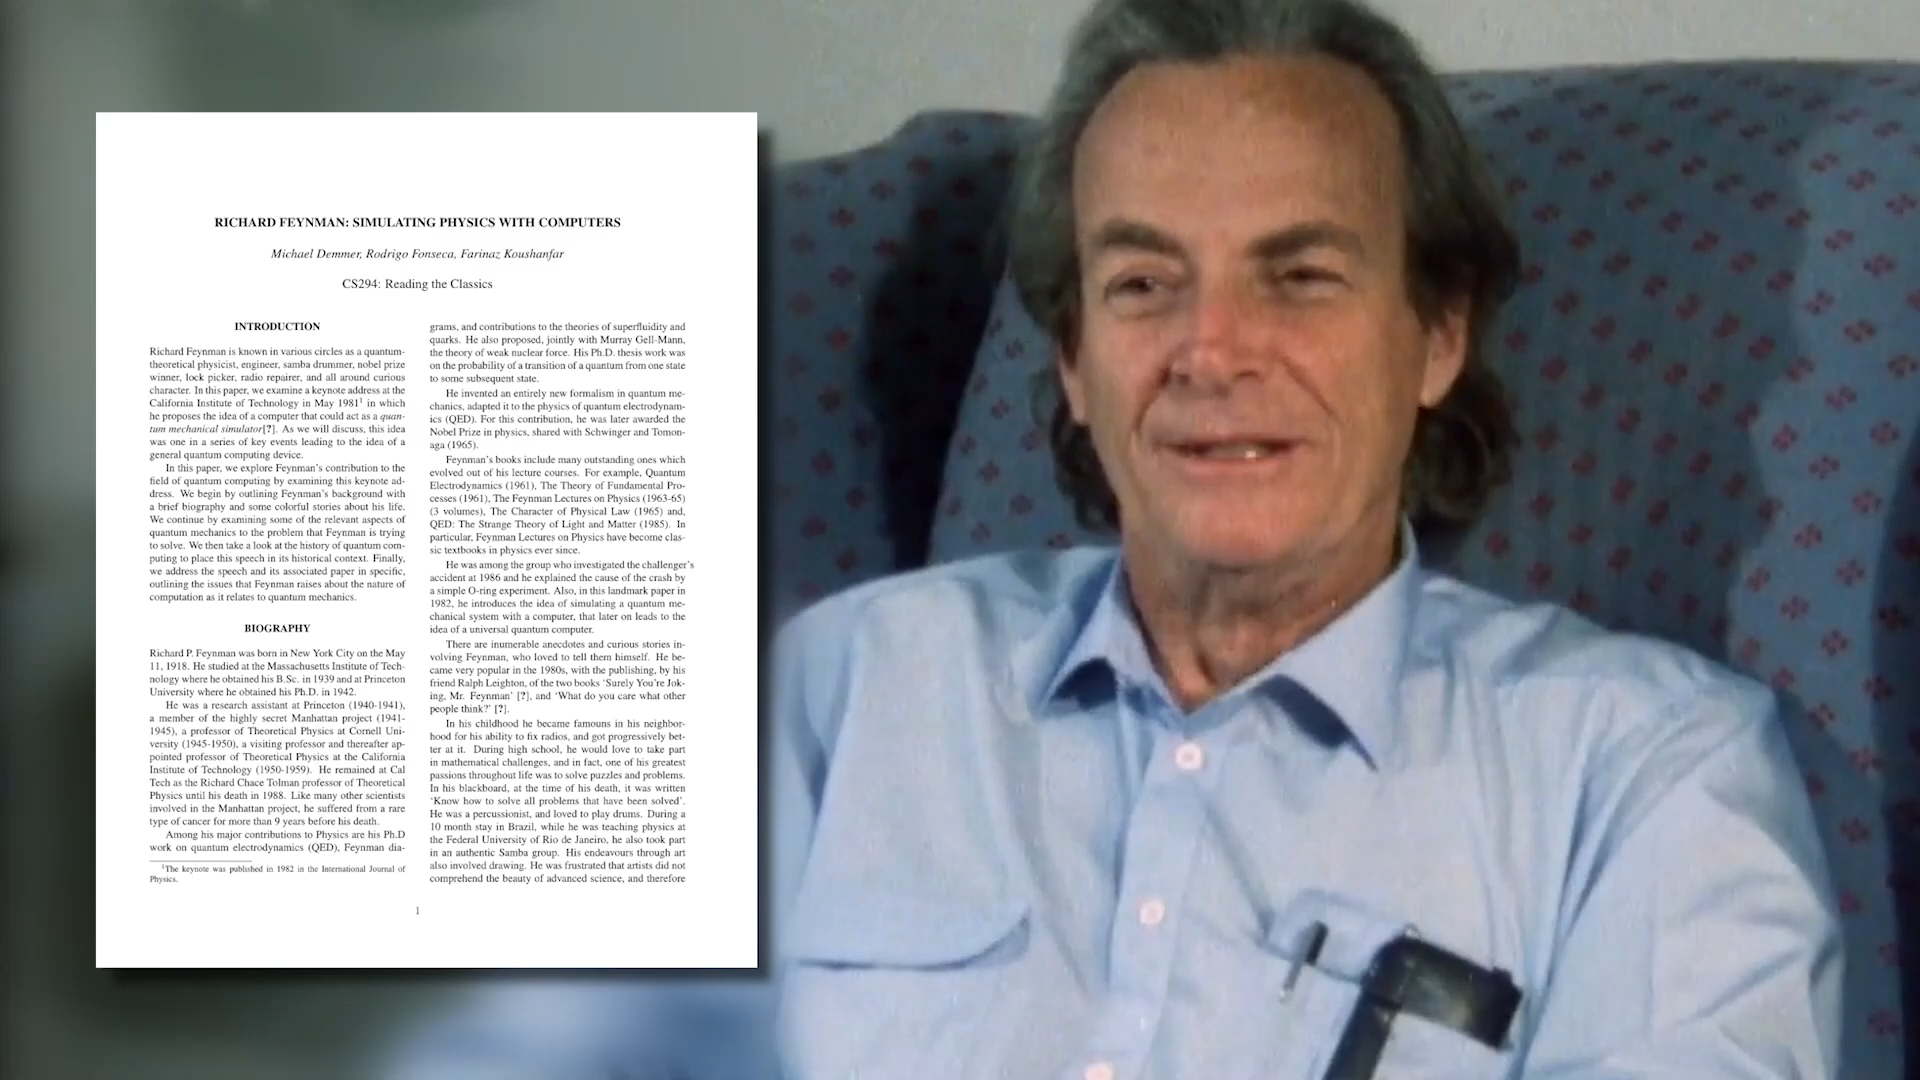 RICHARD FEYNMAN: SIMULATING PHYSICS WITH COMPUTERS
Michael Demmer, Rodrigo Fonseca, Farinaz Koushanfar
CS294: Reading the Classics
INTRODUCTION
Richard Feynman is known in various circles as a quantum-
theoretical physicist, engineer, samba drummer, nobel prize
winner, lock picker, radio repairer, and all around curious
character. In this paper, we examine a keynote address at the
California Institute of Technology in May 1981¹ in which
he proposes the idea of a computer that could act as a quan-
tum mechanical simulator[?]. As we will discuss, this idea
was one in a series of key events leading to the idea of a
general quantum computing device.
In this paper, we explore Feynman's contribution to the
field of quantum computing by examining this keynote ad-
dress. We begin by outlining Feynman's background with
a brief biography and some colorful stories about his life.
We continue by examining some of the relevant aspects of
quantum mechanics to the problem that Feynman is trying
to solve. We then take a look at the history of quantum com-
puting to place this speech in its historical context. Finally,
we address the speech and its associated paper in specific,
outlining the issues that Feynman raises about the nature of
computation as it relates to quantum mechanics.
BIOGRAPHY
Richard P. Feynman was born in New York City on the May
11, 1918. He studied at the Massachusetts Institute of Tech-
nology where he obtained his B.Sc. in 1939 and at Princeton
University where he obtained his Ph.D. in 1942.
He was a research assistant at Princeton (1940-1941),
a member of the highly secret Manhattan project (1941-
1945), a professor of Theoretical Physics at Cornell Uni-
versity (1945-1950), a visiting professor and thereafter ap-
pointed professor of Theoretical Physics at the California
Institute of Technology (1950-1959). He remained at Cal
Tech as the Richard Chace Tolman professor of Theoretical
Physics until his death in 1988. Like many other scientists
involved in the Manhattan project, he suffered from a rare
type of cancer for more than 9 years before his death.
Among his major contributions to Physics are his Ph.D
work on quantum electrodynamics (QED), Feynman dia-
¹The keynote was published in 1982 in the International Journal of
Physics.
grams, and contributions to the theories of superfluidity and
quarks. He also proposed, jointly with Murray Gell-Mann,
the theory of weak nuclear force. His Ph.D. thesis work was
on the probability of a transition of a quantum from one state
to some subsequent state.
He invented an entirely new formalism in quantum me-
chanics, adapted it to the physics of quantum electrodynam-
ics (QED). For this contribution, he was later awarded the
Nobel Prize in physics, shared with Schwinger and Tomon-
aga (1965).
Feynman's books include many outstanding ones which
evolved out of his lecture courses. For example, Quantum
Electrodynamics (1961), The Theory of Fundamental Pro-
cesses (1961), The Feynman Lectures on Physics (1963-65)
(3 volumes), The Character of Physical Law (1965) and,
QED: The Strange Theory of Light and Matter (1985). In
particular, Feynman Lectures on Physics have become clas-
sic textbooks in physics ever since.
He was among the group who investigated the challenger's
accident at 1986 and he explained the cause of the crash by
a simple O-ring experiment. Also, in this landmark paper in
1982, he introduces the idea of simulating a quantum me-
chanical system with a computer, that later on leads to the
idea of a universal quantum computer.
There are inumerable anecdotes and curious stories in-
volving Feynman, who loved to tell them himself. He be-
came very popular in the 1980s, with the publishing, by his
friend Ralph Leighton, of the two books 'Surely You're Jok-
ing, Mr. Feynman' [?], and 'What do you care what other
people think?' [?].
In his childhood he became famouns in his neighbor-
hood for his ability to fix radios, and got progressively bet-
ter at it. During high school, he would love to take part
in mathematical challenges, and in fact, one of his greatest
passions throughout life was to solve puzzles and problems.
In his blackboard, at the time of his death, it was written
'Know how to solve all problems that have been solved'.
He was a percussionist, and loved to play drums. During a
10 month stay in Brazil, while he was teaching physics at
the Federal University of Rio de Janeiro, he also took part
in an authentic Samba group. His endeavours through art
also involved drawing. He was frustrated that artists did not
comprehend the beauty of advanced science, and therefore
1